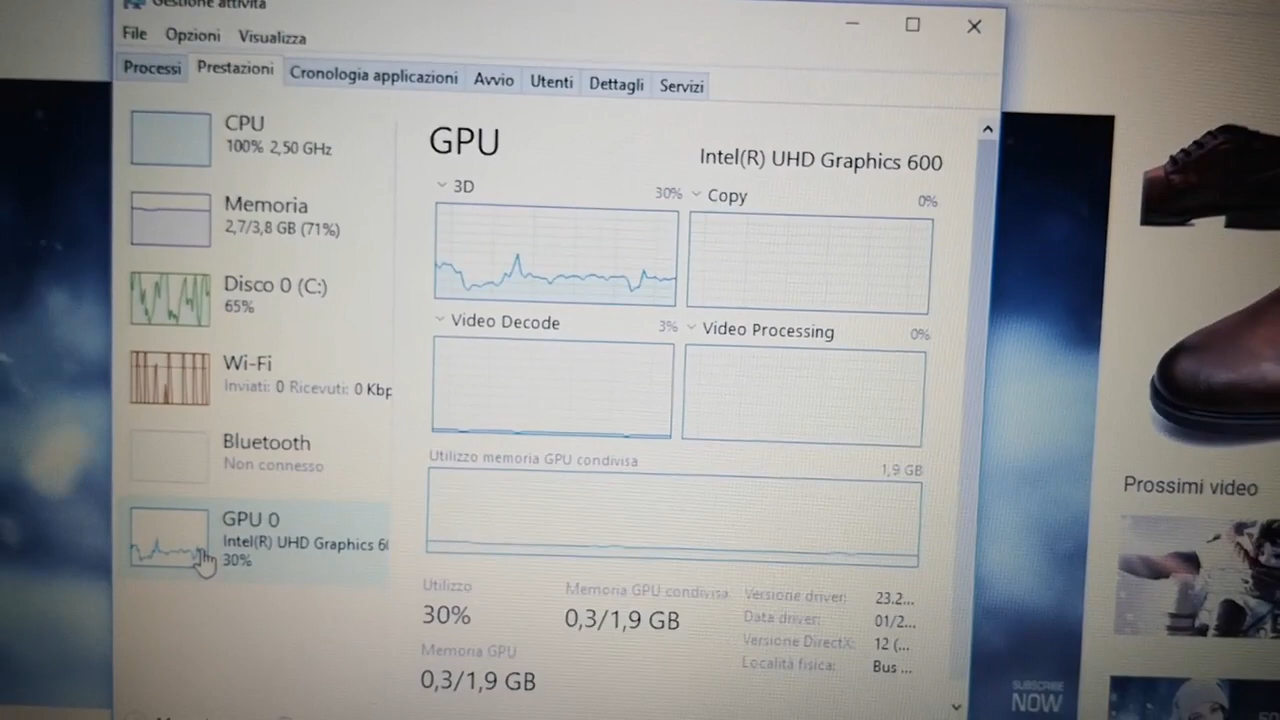 Gestione attività
File Opzioni Visualizza
Processi Prestazioni Cronologia applicazioni Avvio Utenti Dettagli Servizi
CPU
100% 2,50 GHz
Memoria
2,7/3,8 GB (71%)
Disco 0 (C:)
65%
Wi-Fi
Inviati: 0 Ricevuti: 0 Kbp
Bluetooth
Non connesso
GPU 0
Intel(R) UHD Graphics 6
30%
GPU
Intel(R) UHD Graphics 600
3D 30%
Copy 0%
Video Decode 3%
Video Processing 0%
Utilizzo memoria GPU condivisa 1,9 GB
Utilizzo
30%
Memoria GPU condivisa
0,3/1,9 GB
Memoria GPU
0,3/1,9 GB
Versione driver: 23.2...
Data driver: 01/2...
Versione DirectX: 12 (...
Località fisica: Bus ...
Prossimi video
SUBSCRIBE
NOW